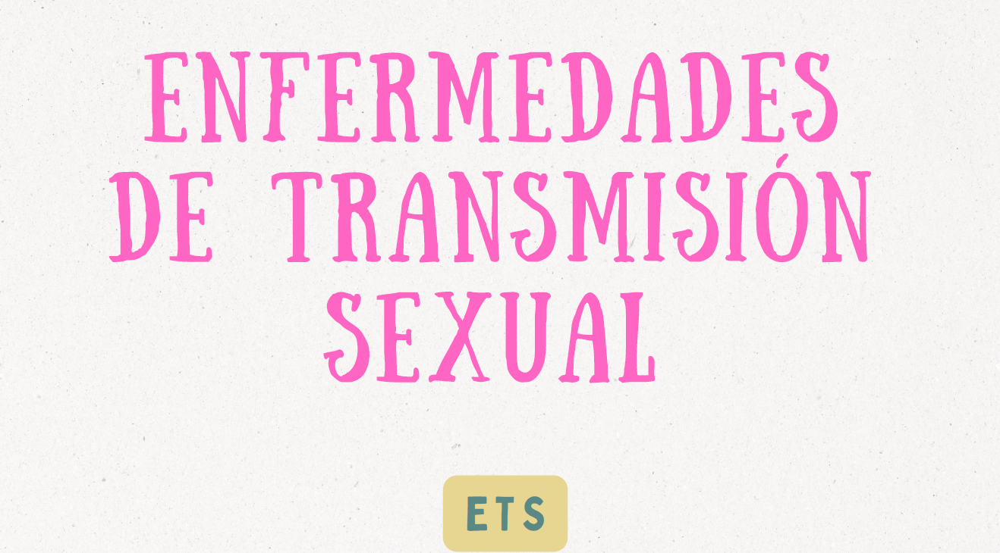 ENFERMEDADES
DE TRANSMISIÓN
SEXUAL
ETS